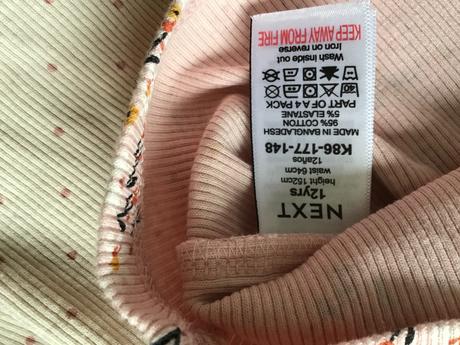 NEXT
12yrs
height 152cm
waist 64cm
12años
K86-177-148
MADE IN BANGLADESH
95% COTTON
5% ELASTANE
PART OF A 4 PACK
Wash inside out
Iron on reverse
KEEP AWAY FROM FIRE